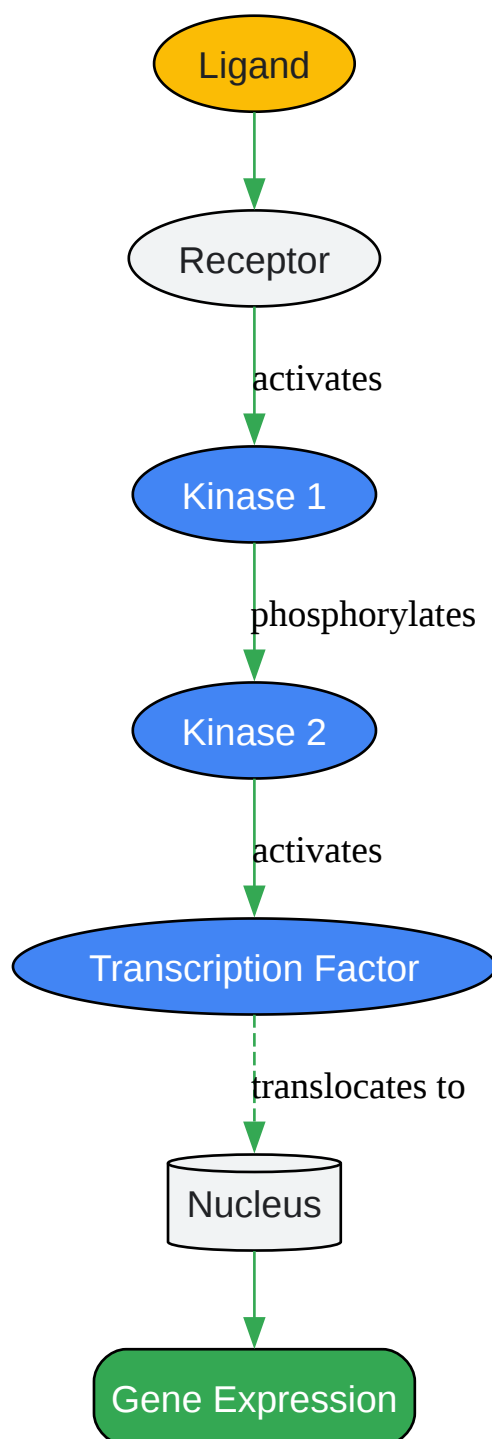 Ligand
Receptor
activates
Kinase 1
phosphorylates
Kinase 2
activates
Transcription Factor
translocates to
Nucleus
Gene Expression